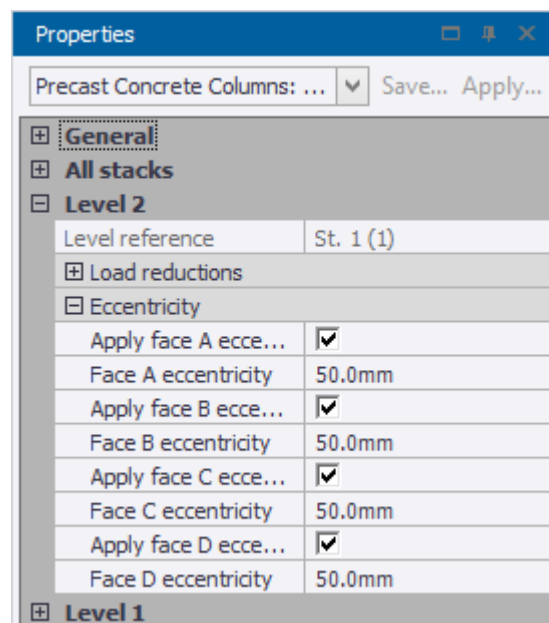 Properties
Precast Concrete Columns: ... Save... Apply...
General
All stacks
Level 2
Level reference St. 1 (1)
Load reductions
Eccentricity
Apply face A ecce...
Face A eccentricity 50.0mm
Apply face B ecce...
Face B eccentricity 50.0mm
Apply face C ecce...
Face C eccentricity 50.0mm
Apply face D ecce...
Face D eccentricity 50.0mm
Level 1